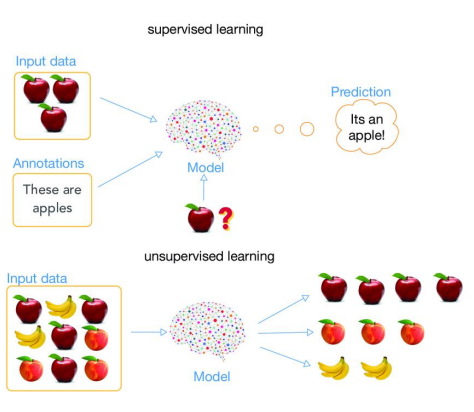 supervised learning
Input data
Prediction
Its an
apple!
Annotations
These are
apples
Model
?
unsupervised learning
Input data
Model